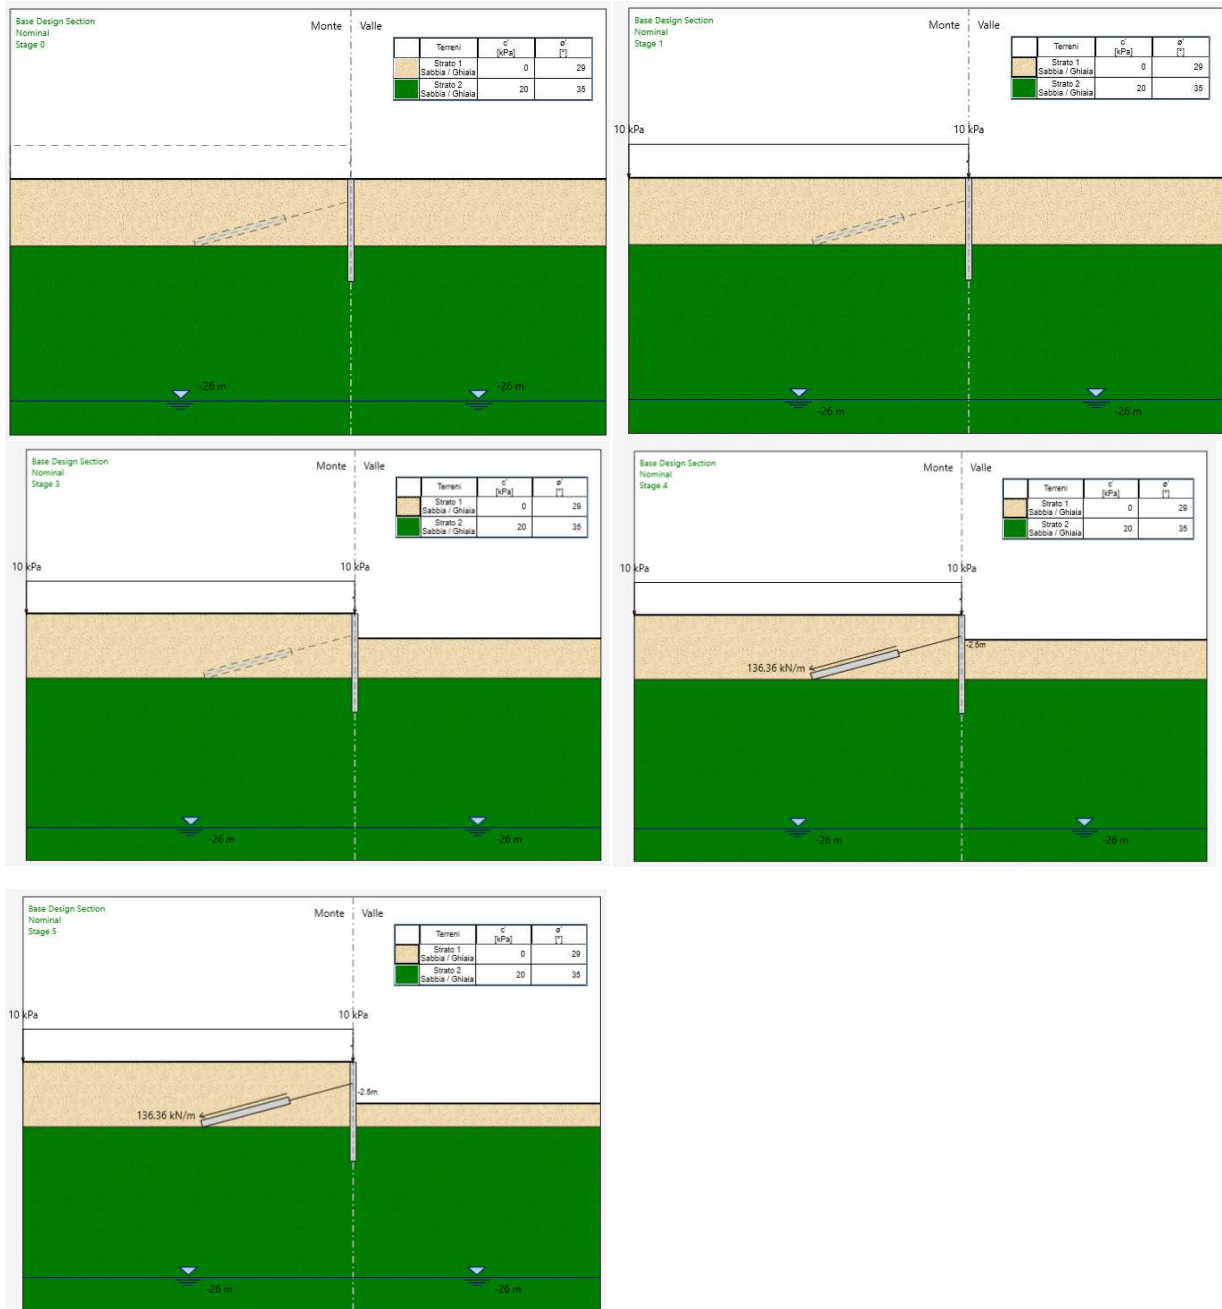 Base Design Section
Nominal
Stage 0
Monte Valle
Terreni c' [kPa] ø' [°]
Strato 1 Sabbia / Ghiaia 0 29
Strato 2 Sabbia / Ghiaia 20 35
-26 m
Base Design Section
Nominal
Stage 1
Monte Valle
Terreni c' [kPa] ø' [°]
Strato 1 Sabbia / Ghiaia 0 29
Strato 2 Sabbia / Ghiaia 20 35
10 kPa 10 kPa
-26 m -26 m
Base Design Section
Nominal
Stage 3
Monte Valle
Terreni c' [kPa] ø' [°]
Strato 1 Sabbia / Ghiaia 0 29
Strato 2 Sabbia / Ghiaia 20 35
10 kPa 10 kPa
-26 m -26 m
Base Design Section
Nominal
Stage 4
Monte Valle
Terreni c' [kPa] ø' [°]
Strato 1 Sabbia / Ghiaia 0 29
Strato 2 Sabbia / Ghiaia 20 35
10 kPa 10 kPa
-2.5m
136.36 kN/m
-26 m -26 m
Base Design Section
Nominal
Stage 5
Monte Valle
Terreni c' [kPa] ø' [°]
Strato 1 Sabbia / Ghiaia 0 29
Strato 2 Sabbia / Ghiaia 20 35
10 kPa 10 kPa
-2.5m
136.36 kN/m
-26 m -26 m